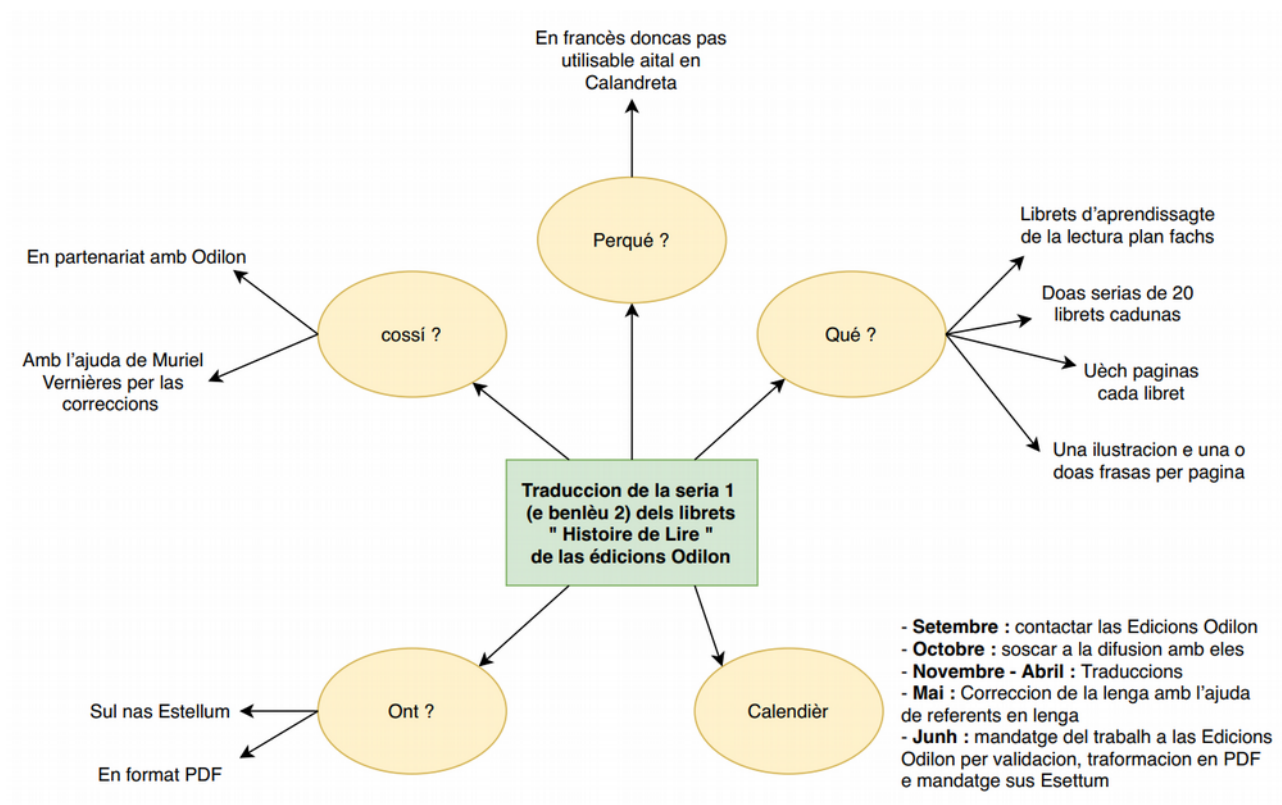 En francès doncas pas
utilisable aital en
Calandreta
Perqué ?
En partenariat amb Odilon
Amb l'ajuda de Muriel
Vernières per las
correccions
cossí ?
Qué ?
Librets d'aprendissagte
de la lectura plan fachs
Doas serias de 20
librets cadunas
Uèch paginas
cada libret
Una ilustracion e una o
doas frasas per pagina
Traduccion de la seria 1
(e benlèu 2) dels librets
" Histoire de Lire "
de las édicions Odilon
Ont ?
Sul nas Estellum
En format PDF
Calendièr
- Setembre : contactar las Edicions Odilon
- Octobre : soscar a la difusion amb eles
- Novembre - Abril : Traduccions
- Mai : Correccion de la lenga amb l'ajuda
de referents en lenga
- Junh : mandatge del trabalh a las Edicions
Odilon per validacion, traformacion en PDF
e mandatge sus Esettum